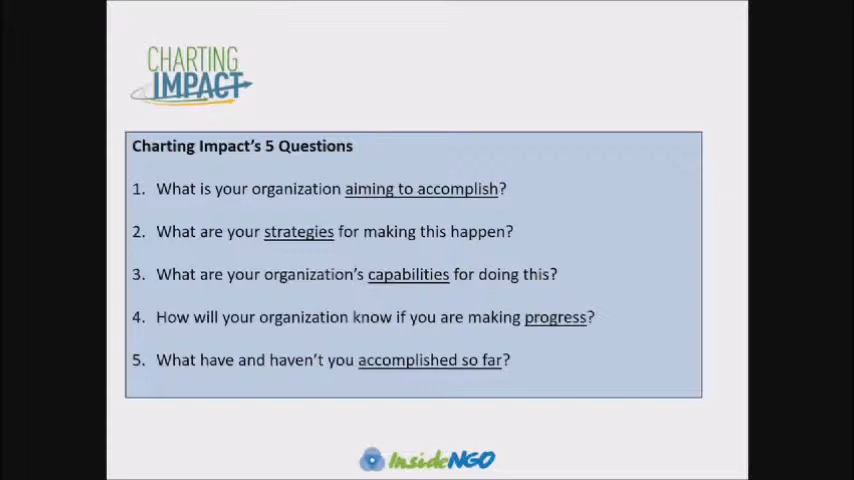 CHARTING
IMPACT
Charting Impact's 5 Questions
1. What is your organization aiming to accomplish?
2. What are your strategies for making this happen?
3. What are your organization's capabilities for doing this?
4. How will your organization know if you are making progress?
5. What have and haven't you accomplished so far?
InsideNGO